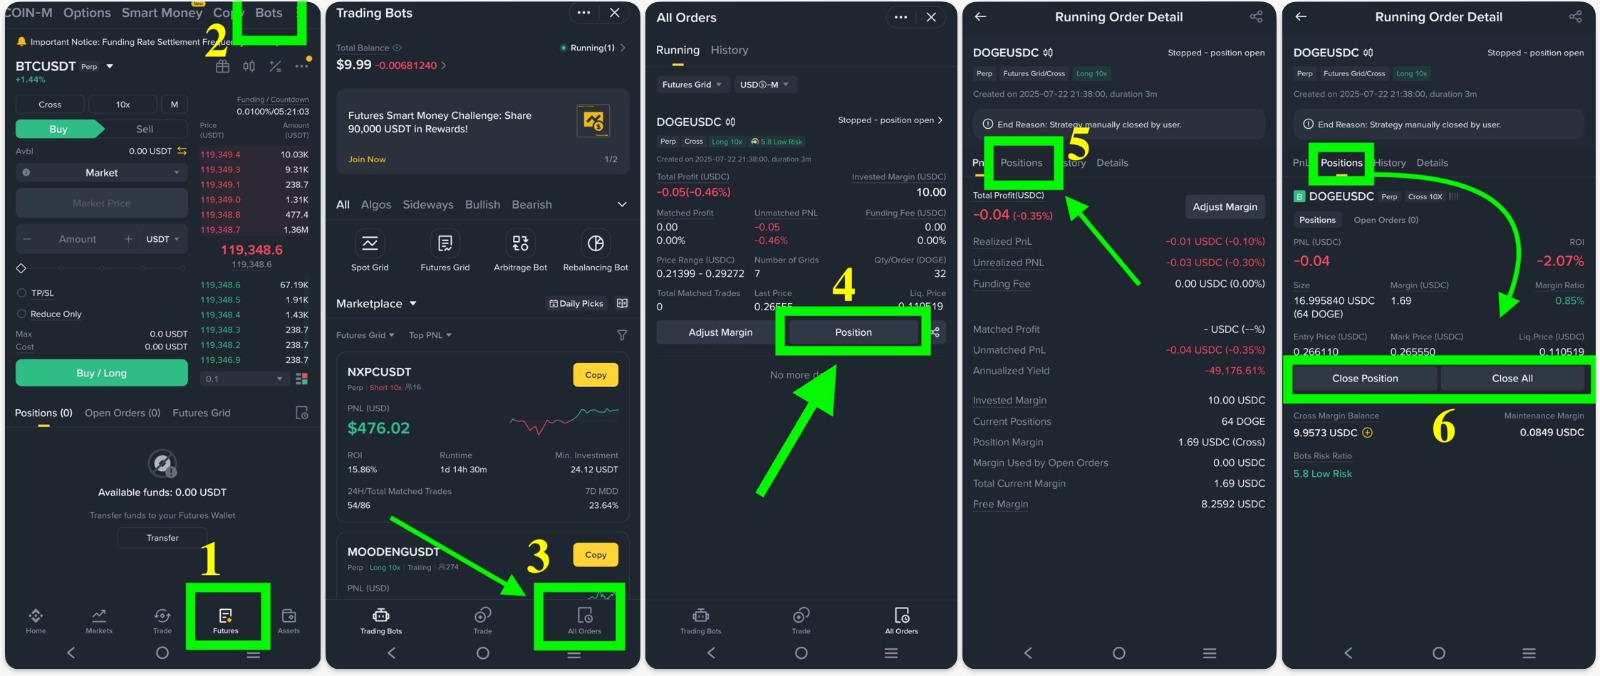 COIN-M Options Smart Money Copy Bots
2
Important Notice: Funding Rate Settlement Frequency
BTCUSDT Perp
+1.44%
Cross 10x M
Funding / Countdown
0.0100%/05:21:03
Buy Sell
Price (USDT) Amount (USDT)
Avbl 0.00 USDT
119,349.4 10.03K
Market
119,349.3 9.31K
119,349.1 238.7
Market Price
119,349.0 1.31K
119,348.8 477.4
119,348.7 1.36M
Amount USDT
119,348.6
119,348.6
119,348.6 67.19K
TP/SL
119,348.5 1.91K
Reduce Only
119,348.4 1.43K
Max 0.0 USDT
119,348.3 238.7
Cost 0.00 USDT
119,348.2 238.7
119,346.9 238.7
Buy / Long
0.1
Positions (0) Open Orders (0) Futures Grid
Available funds: 0.00 USDT
Transfer funds to your Futures Wallet
Transfer
1
Home Markets Trade Futures Assets
Trading Bots
Total Balance
Running(1)
$9.99 -0.00681240
Futures Smart Money Challenge: Share
90,000 USDT in Rewards!
Join Now 1/2
All Algos Sideways Bullish Bearish
Spot Grid Futures Grid Arbitrage Bot Rebalancing Bot
Marketplace Daily Picks
Futures Grid Top PNL
NXPCUSDT Copy
Perp Short 10x 16
PNL (USD)
$476.02
ROI Runtime Min. Investment
15.86% 1d 14h 30m 24.12 USDT
24H/Total Matched Trades 7D MDD
54/86 23.64%
3
MOODENGUSDT Copy
Perp Long 10x Trailing 274
PNL (USD)
Trading Bots Trade All Orders
All Orders
Running History
Futures Grid USDⓈ-M
DOGEUSDC Stopped - position open
Perp Cross Long 10x 5.8 Low Risk
Created on 2025-07-22 21:38:00, duration 3m
Total Profit (USDC) Invested Margin (USDC)
-0.05(-0.46%) 10.00
Matched Profit Unmatched PNL Funding Fee (USDC)
0.00 -0.05 0.00
0.00% -0.46% 0.00%
Price Range (USDC) Number of Grids Qty/Order (DOGE)
0.21399 - 0.29272 7 32
4
Total Matched Trades Last Price Liq. Price
0 0.26555 0.110519
Adjust Margin Position
No more
Trading Bots Trade All Orders
Running Order Detail
DOGEUSDC Stopped - position open
Perp Futures Grid/Cross Long 10x
Created on 2025-07-22 21:38:00, duration 3m
End Reason: Strategy manually closed by user.
5
Positions Details
Total Profit(USDC)
-0.04 (-0.35%)
Adjust Margin
Realized PnL -0.01 USDC (-0.10%)
Unrealized PNL -0.03 USDC (-0.30%)
Funding Fee 0.00 USDC (0.00%)
Matched Profit - USDC (--%)
Unmatched PnL -0.04 USDC (-0.35%)
Annualized Yield -49,176.61%
Invested Margin 10.00 USDC
Current Positions 64 DOGE
Position Margin 1.69 USDC (Cross)
Margin Used by Open Orders 0.00 USDC
Total Current Margin 1.69 USDC
Free Margin 8.2592 USDC
Running Order Detail
DOGEUSDC Stopped - position open
Perp Futures Grid/Cross Long 10x
Created on 2025-07-22 21:38:00, duration 3m
End Reason: Strategy manually closed by user.
Positions History Details
B DOGEUSDC Perp Cross 10X
Positions Open Orders (0)
PNL (USDC) ROI
-0.04 -2.07%
Size Margin (USDC) Margin Ratio
16.995840 USDC 1.69 0.85%
(64 DOGE)
Entry Price (USDC) Mark Price (USDC) Liq.Price (USDC)
0.266110 0.265550 0.110519
Close Position Close All
Cross Margin Balance Maintenance Margin
6
9.9573 USDC 0.0849 USDC
Bots Risk Ratio
5.8 Low Risk